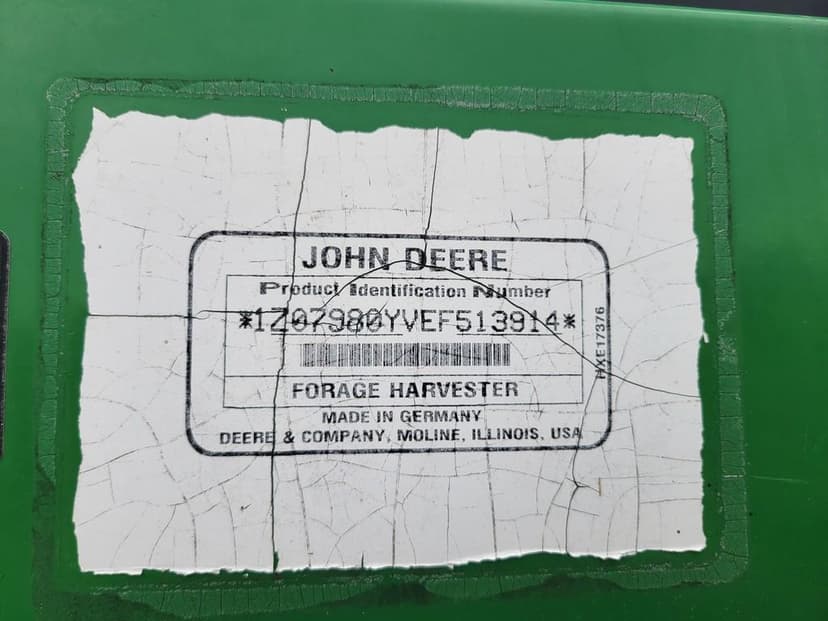 JOHN DEERE
Product Identification Number
*1Z07980YVEF513914*
HXE17376
FORAGE HARVESTER
MADE IN GERMANY
DEERE & COMPANY, MOLINE, ILLINOIS, USA